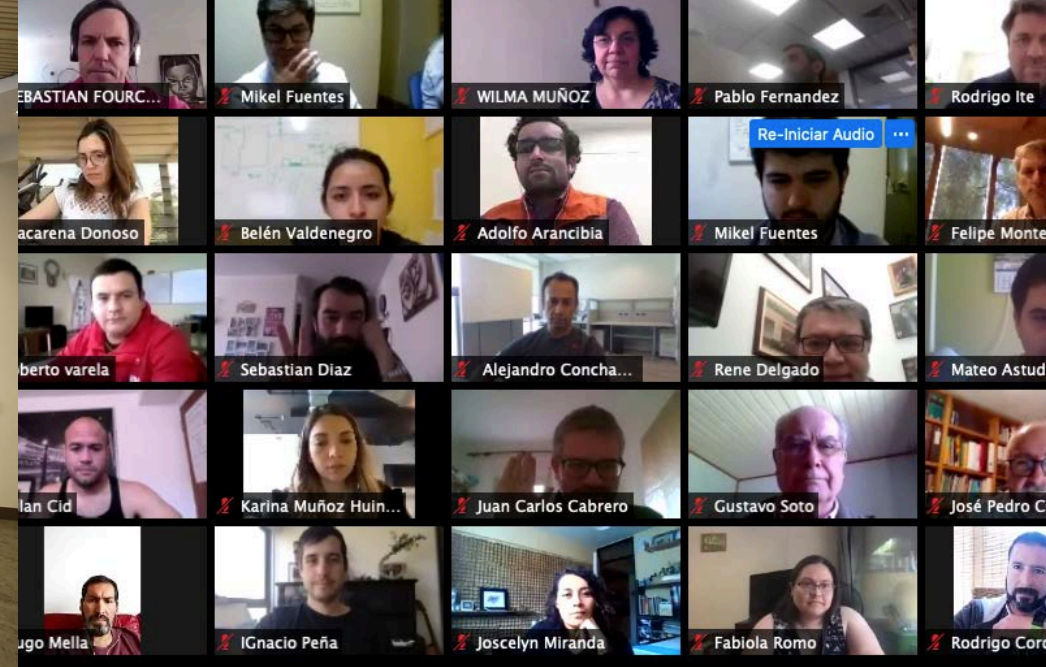 EBASTIAN FOURC...
Mikel Fuentes
WILMA MUÑOZ
Pablo Fernandez
Rodrigo Ite
Re-Iniciar Audio ...
acarena Donoso
Belén Valdenegro
Adolfo Arancibia
Mikel Fuentes
Felipe Monte
berto varela
Sebastian Diaz
Alejandro Concha...
Rene Delgado
Mateo Astud
lan Cid
Karina Muñoz Huin...
Juan Carlos Cabrero
Gustavo Soto
José Pedro C
ugo Mella
IGnacio Peña
Joscelyn Miranda
Fabiola Romo
Rodrigo Coro